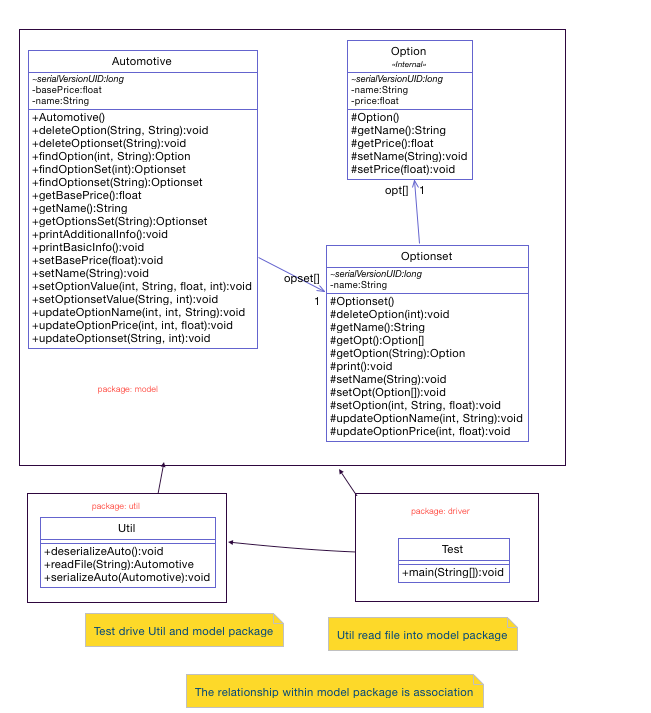 Automotive
~serialVersionUID:long
-basePrice:float
-name:String
+Automotive()
+deleteOption(String, String):void
+deleteOptionset(String):void
+findOption(int, String):Option
+findOptionSet(int):Optionset
+findOptionset(String):Optionset
+getBasePrice():float
+getName():String
+getOptionsSet(String):Optionset
+printAdditionalInfo():void
+printBasicInfo():void
+setBasePrice(float):void
+setName(String):void
+setOptionValue(int, String, float, int):void
+setOptionsetValue(String, int):void
+updateOptionName(int, int, String):void
+updateOptionPrice(int, int, float):void
+updateOptionset(String, int):void
Option
«Internal»
~serialVersionUID:long
-name:String
-price:float
#Option()
#getName():String
#getPrice():float
#setName(String):void
#setPrice(float):void
opt[] 1
opset[]
1
Optionset
~serialVersionUID:long
-name:String
#Optionset()
#deleteOption(int):void
#getName():String
#getOpt():Option[]
#getOption(String):Option
#print():void
#setName(String):void
#setOpt(Option[]):void
#setOption(int, String, float):void
#updateOptionName(int, String):void
#updateOptionPrice(int, float):void
package: model
package: util
Util
+deserializeAuto():void
+readFile(String):Automotive
+serializeAuto(Automotive):void
package: driver
Test
+main(String[]):void
Test drive Util and model package
Util read file into model package
The relationship within model package is association